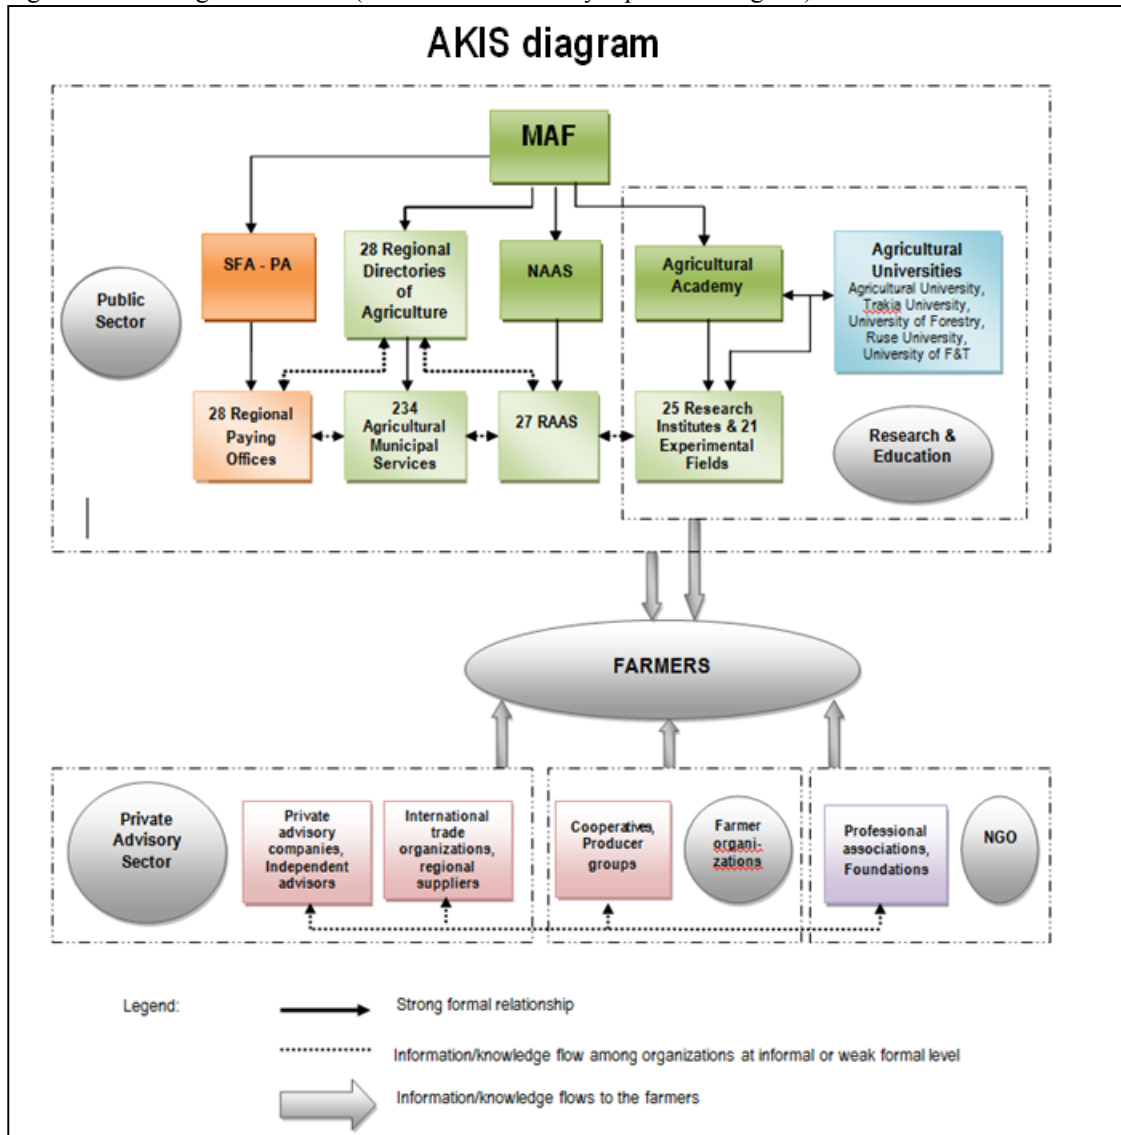 AKIS diagram
MAF
SFA - PA
28 Regional
Directories
of
Agriculture
NAAS
Agricultural
Academy
Agricultural
Universities
Agricultural University,
Trakia University,
University of Forestry,
Ruse University,
University of F&T
Public
Sector
28 Regional
Paying
Offices
234
Agricultural
Municipal
Services
27 RAAS
25 Research
Institutes & 21
Experimental
Fields
Research &
Education
FARMERS
Private
Advisory
Sector
Private
advisory
companies,
Independent
advisors
International
trade
organizations,
regional
suppliers
Cooperatives,
Producer
groups
Farmer
organi-
zations
Professional
associations,
Foundations
NGO
Legend:
Strong formal relationship
Information/knowledge flow among organizations at informal or weak formal level
Information/knowledge flows to the farmers